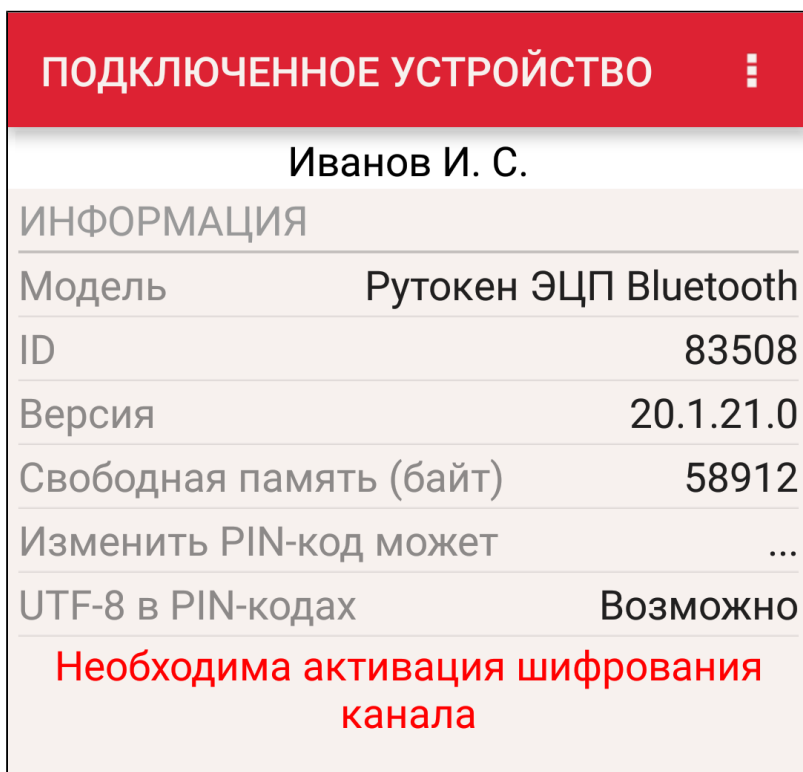 ПОДКЛЮЧЕННОЕ УСТРОЙСТВО
Иванов И. С.
ИНФОРМАЦИЯ
Модель Рутокен ЭЦП Bluetooth
ID 83508
Версия 20.1.21.0
Свободная память (байт) 58912
Изменить PIN-код может ...
UTF-8 в PIN-кодах Возможно
Необходима активация шифрования
канала